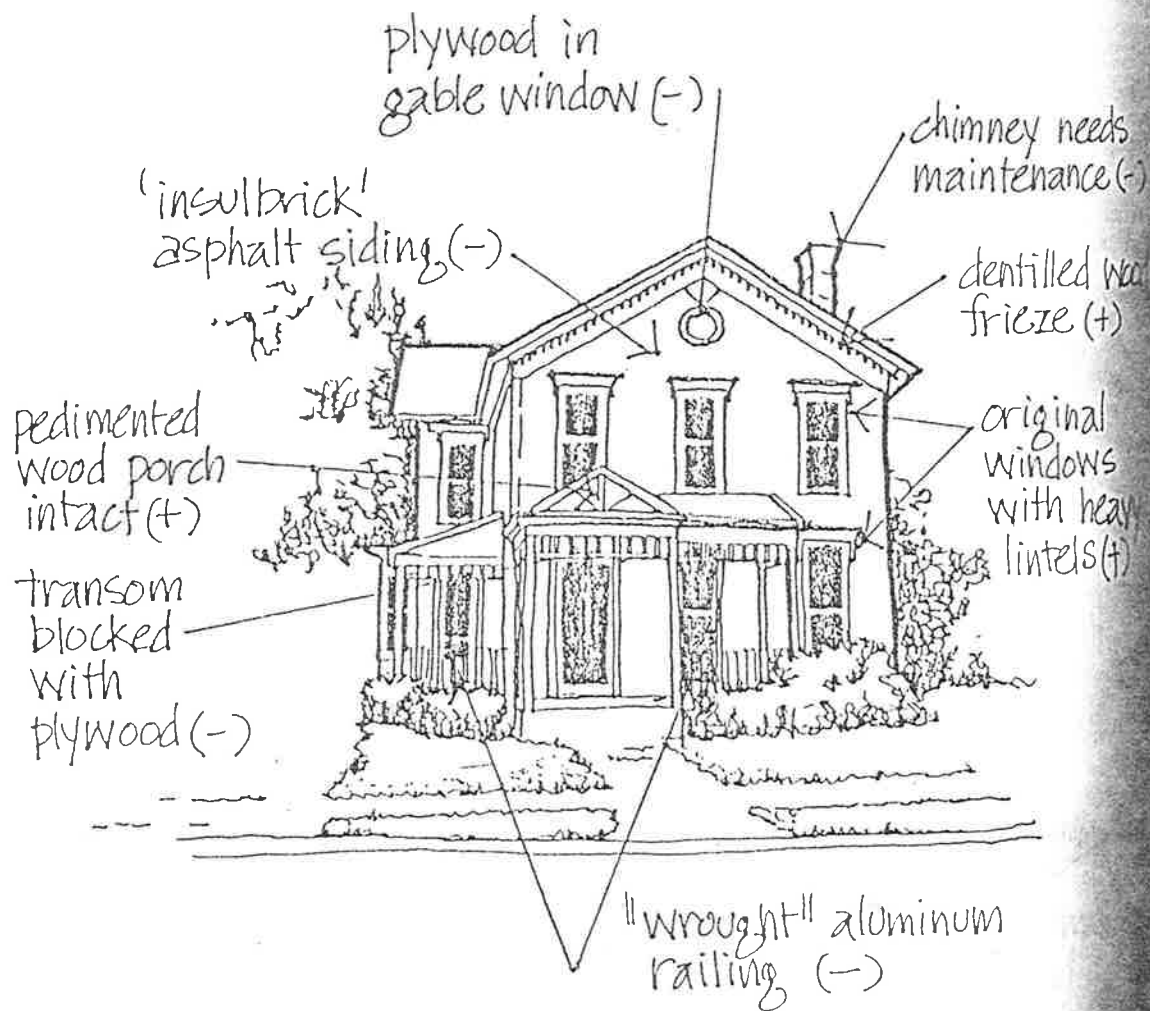 plywood in
gable window (-)
chimney needs
maintenance (-)
'insulbrick'
asphalt siding (-)
dentilled
frieze (+)
pedimented
wood porch
intact (+)
original
windows
with
lintels (+)
transom
blocked
with
plywood (-)
"wrought" aluminum
railing (-)